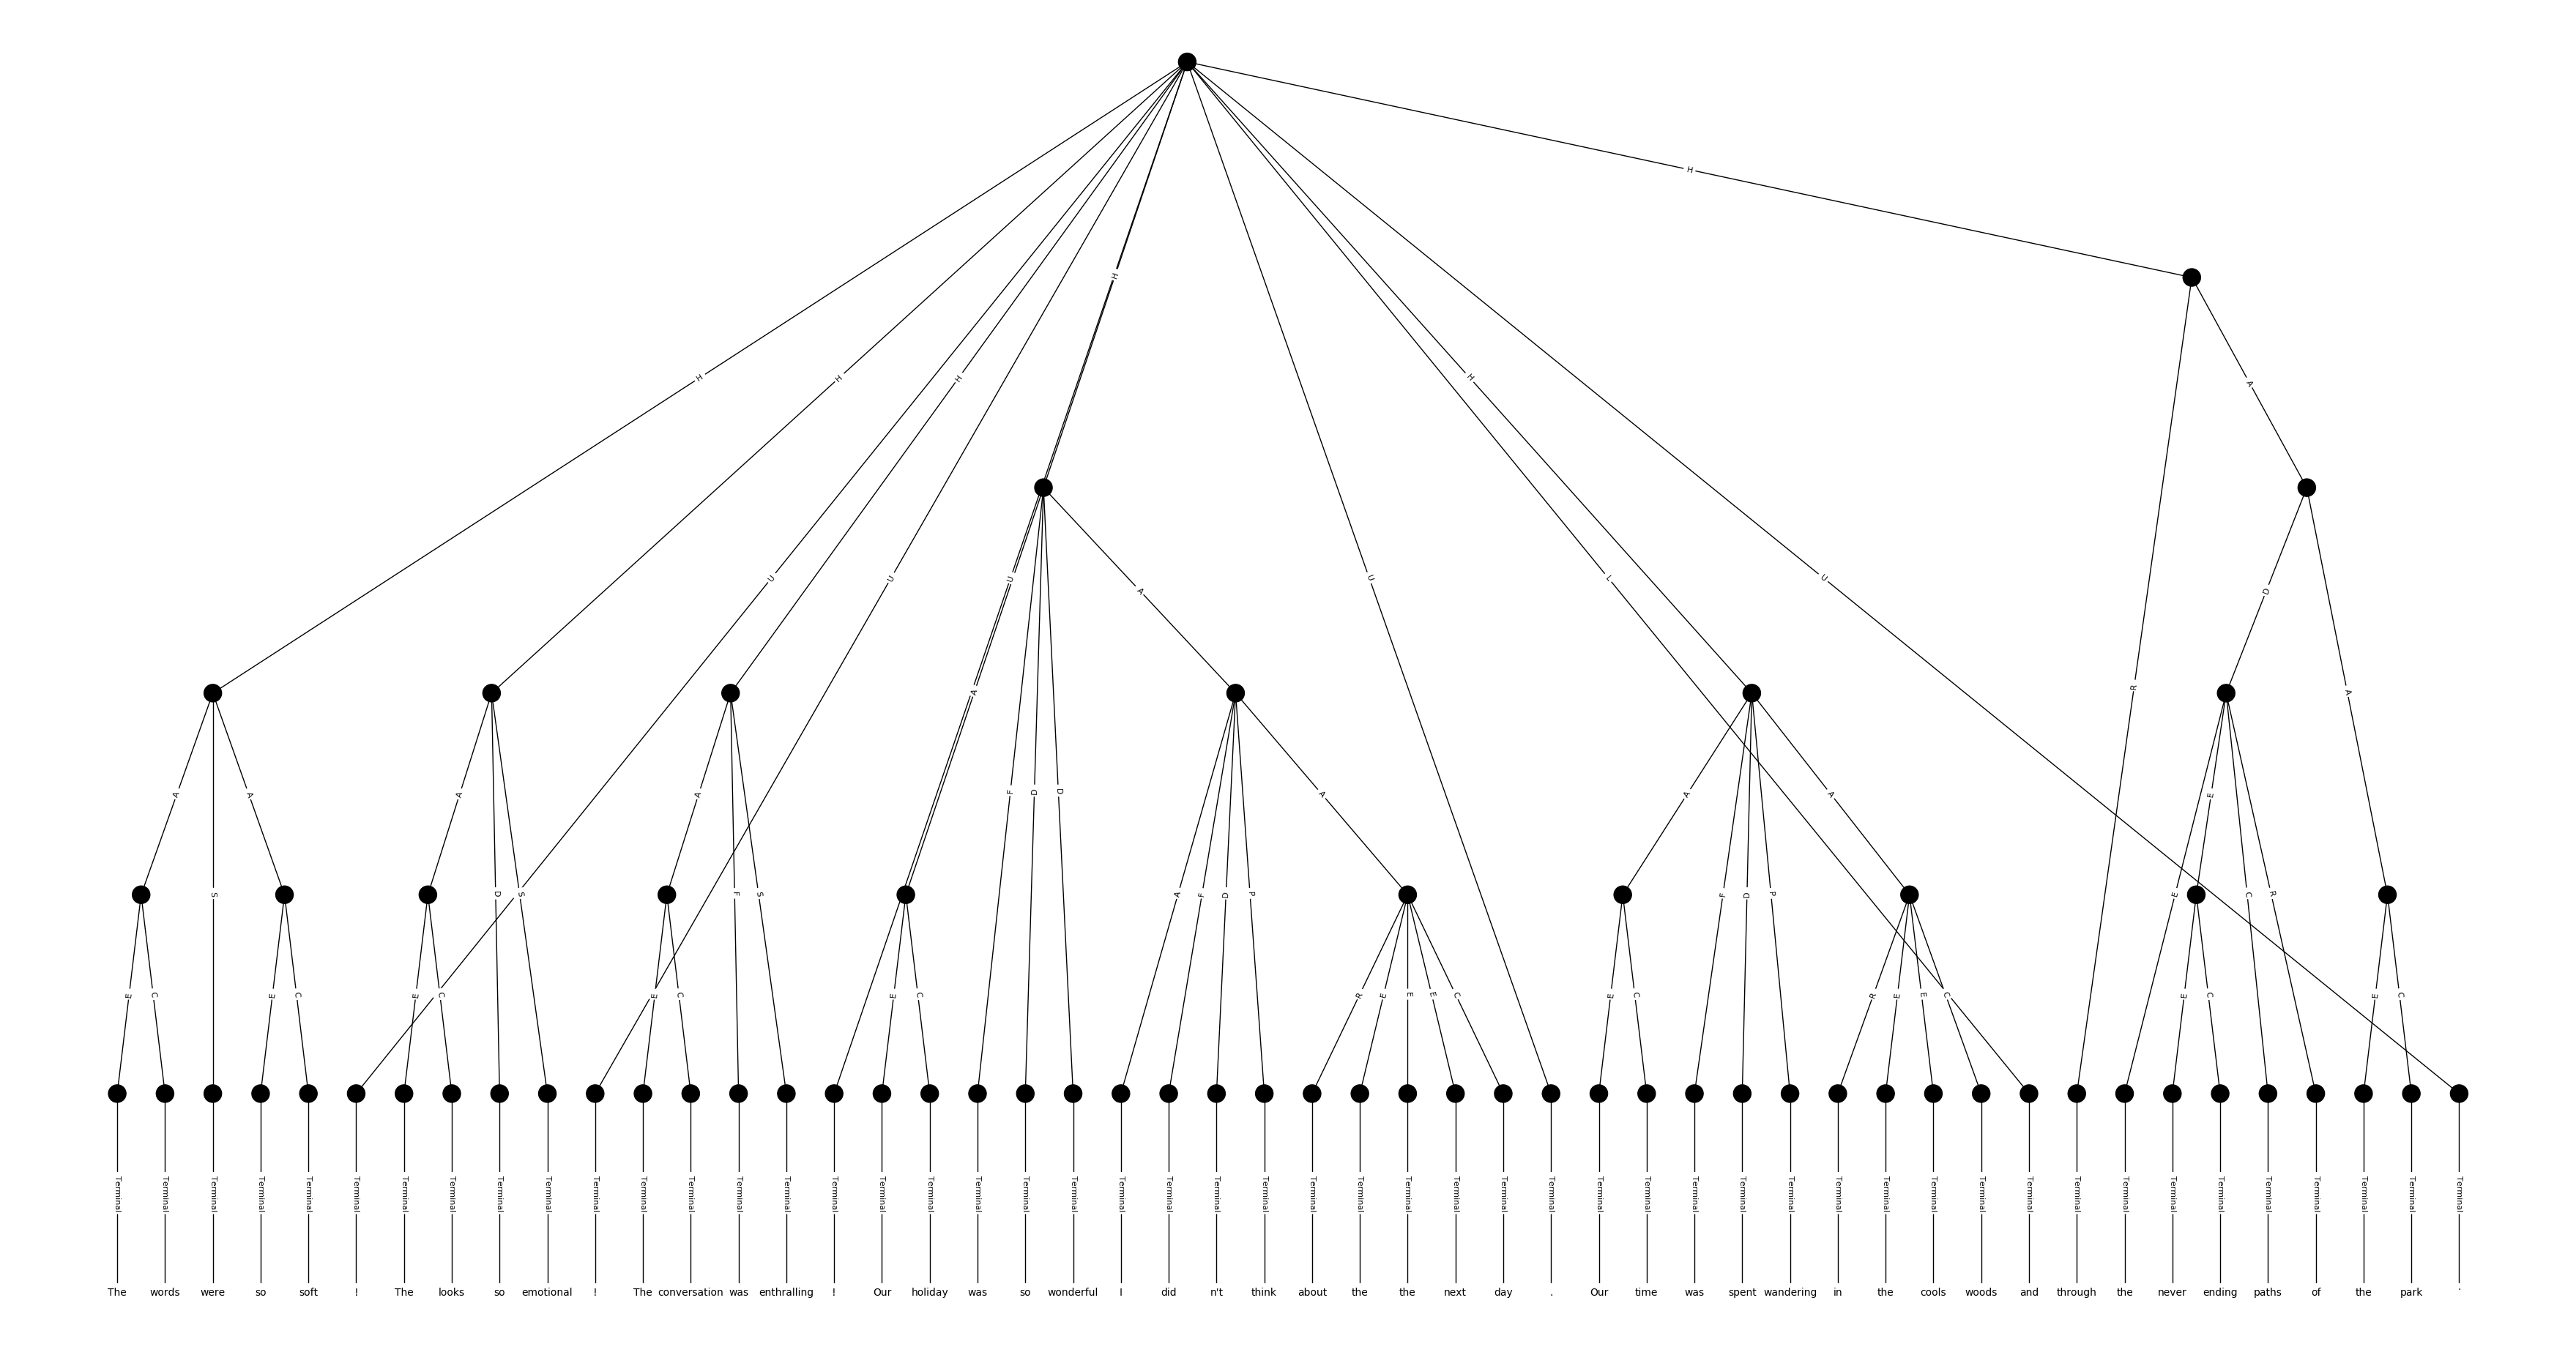 H
H
H
H
H
H
A
U
U
U
A
U
L
U
D
R
A
A
A
A
A
A
F
D
D
A
A
A
E
S
D
S
F
S
A
F
D
P
F
D
P
E
E
C
R
A
E
C
E
C
E
C
E
C
E
C
R
E
E
E
C
E
C
R
E
E
C
E
C
E
C
Terminal Terminal Terminal Terminal Terminal Terminal Terminal Terminal Terminal Terminal Terminal Terminal Terminal Terminal Terminal Terminal Terminal Terminal Terminal Terminal Terminal Terminal Terminal Terminal Terminal Terminal Terminal Terminal Terminal Terminal Terminal Terminal Terminal Terminal Terminal Terminal Terminal Terminal Terminal Terminal Terminal Terminal Terminal Terminal Terminal Terminal Terminal Terminal Terminal Terminal
The words were so soft ! The looks so emotional ! The conversation was enthralling ! Our holiday was so wonderful I did n't think about the the next day . Our time was spent wandering in the cools woods and through the never ending paths of the park .